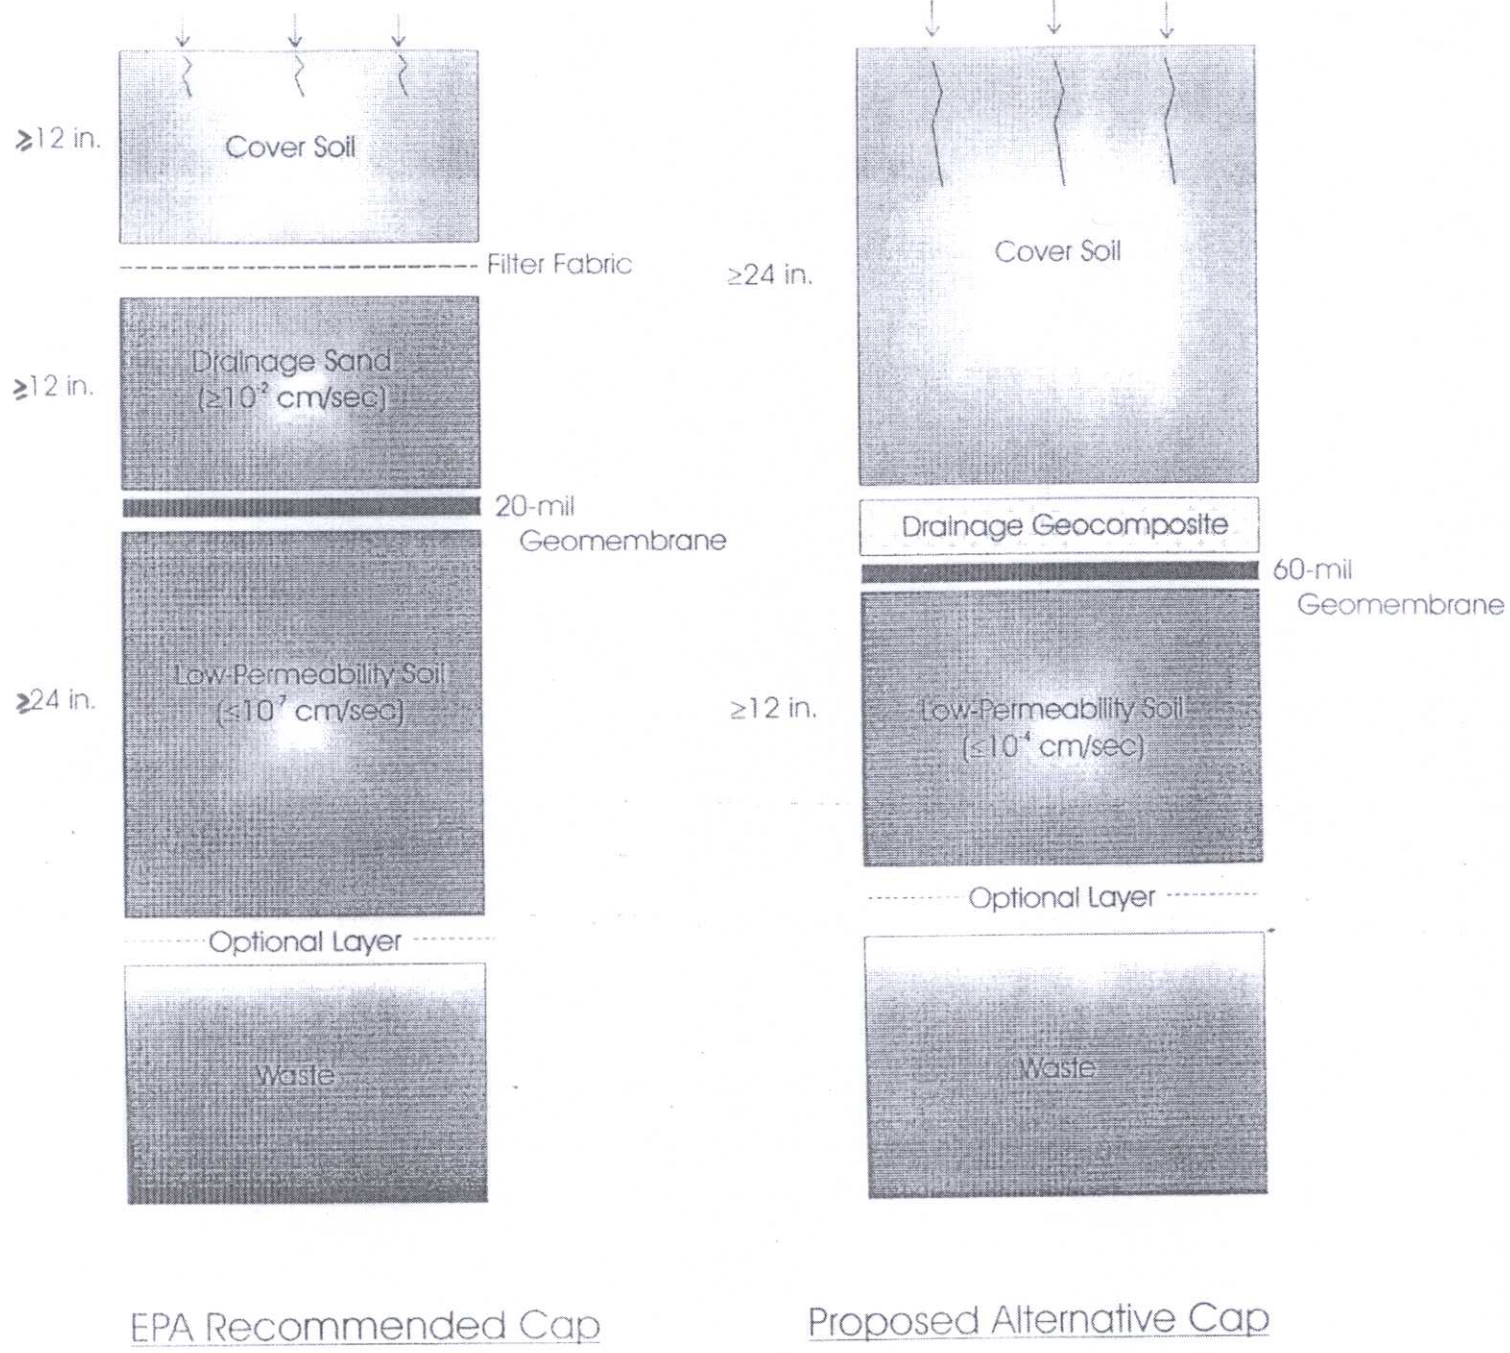 ≥12 in.
Cover Soil
Filter Fabric
≥12 in.
Drainage Sand
(≥10⁻² cm/sec)
20-mil
Geomembrane
≥24 in.
Low-Permeability Soil
(≤10⁻⁷ cm/sec)
Optional Layer
Waste
EPA Recommended Cap
≥24 in.
Cover Soil
Drainage Geocomposite
60-mil
Geomembrane
≥12 in.
Low-Permeability Soil
(≤10⁻⁴ cm/sec)
Optional Layer
Waste
Proposed Alternative Cap